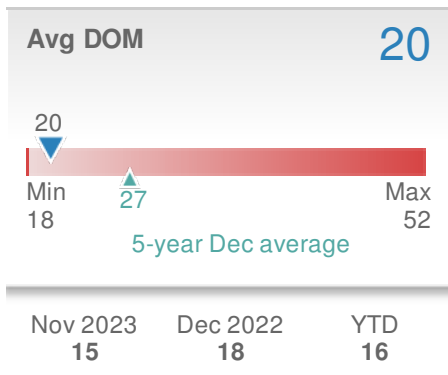 Avg DOM 20
20
Min Max
18 27 52
5-year Dec average
Nov 2023 Dec 2022 YTD
15 18 16